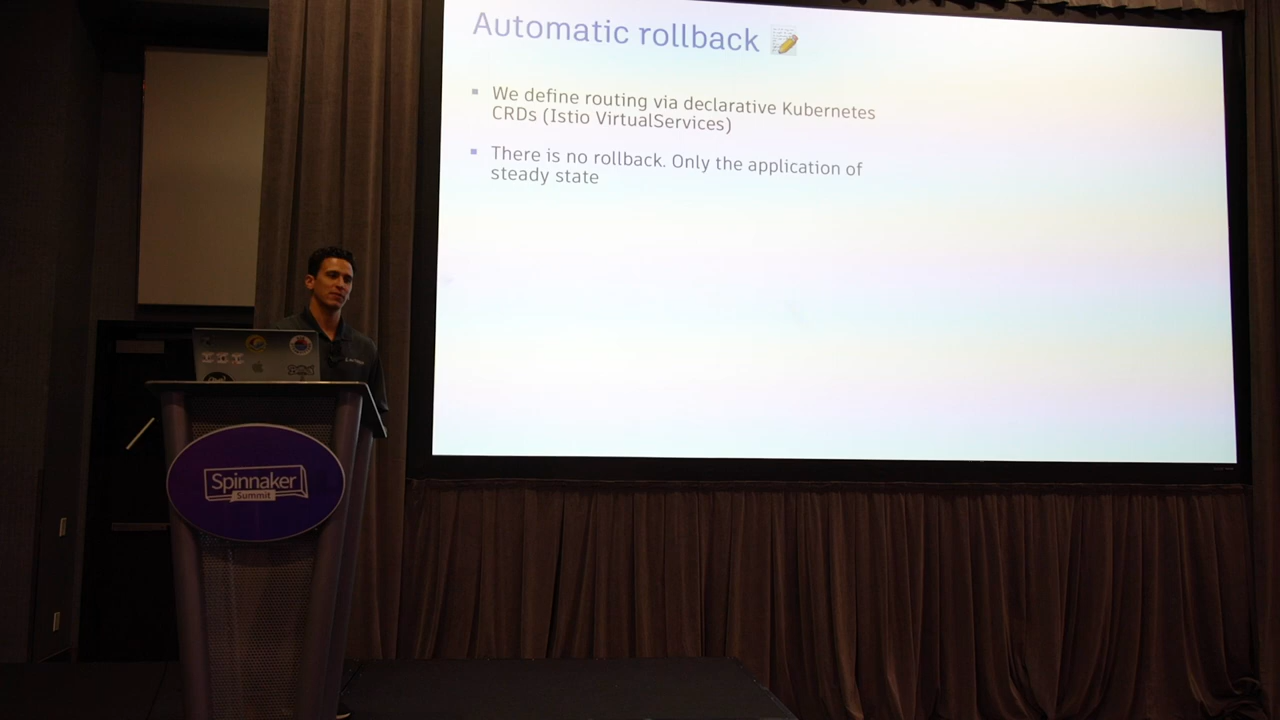 Automatic rollback
We define routing via declarative Kubernetes
CRDs (Istio VirtualServices)
There is no rollback. Only the application of
steady state
Spinnaker
Summit